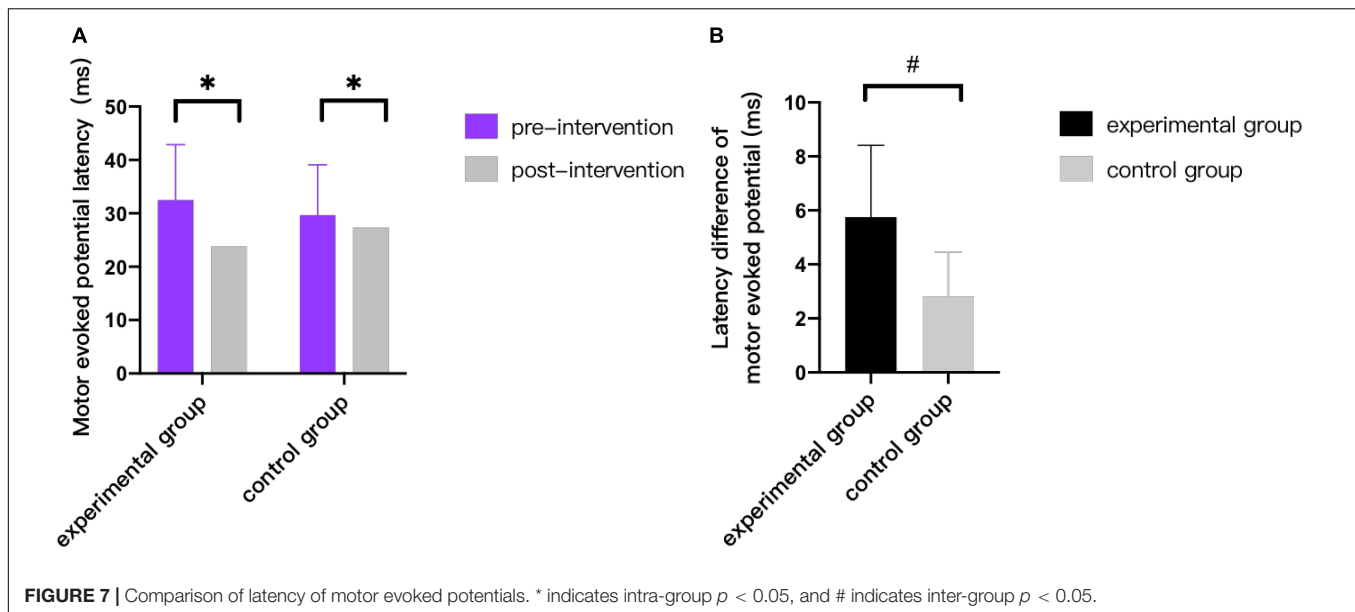 A
Motor evoked potential latency (ms)
50
40
30
20
10
0
*
*
experimental group
control group
pre-intervention
post-intervention
B
Latency difference of
motor evoked potential (ms)
10
8
6
4
2
0
#
experimental group
control group
experimental group
control group
FIGURE 7 | Comparison of latency of motor evoked potentials. * indicates intra-group p < 0.05, and # indicates inter-group p < 0.05.